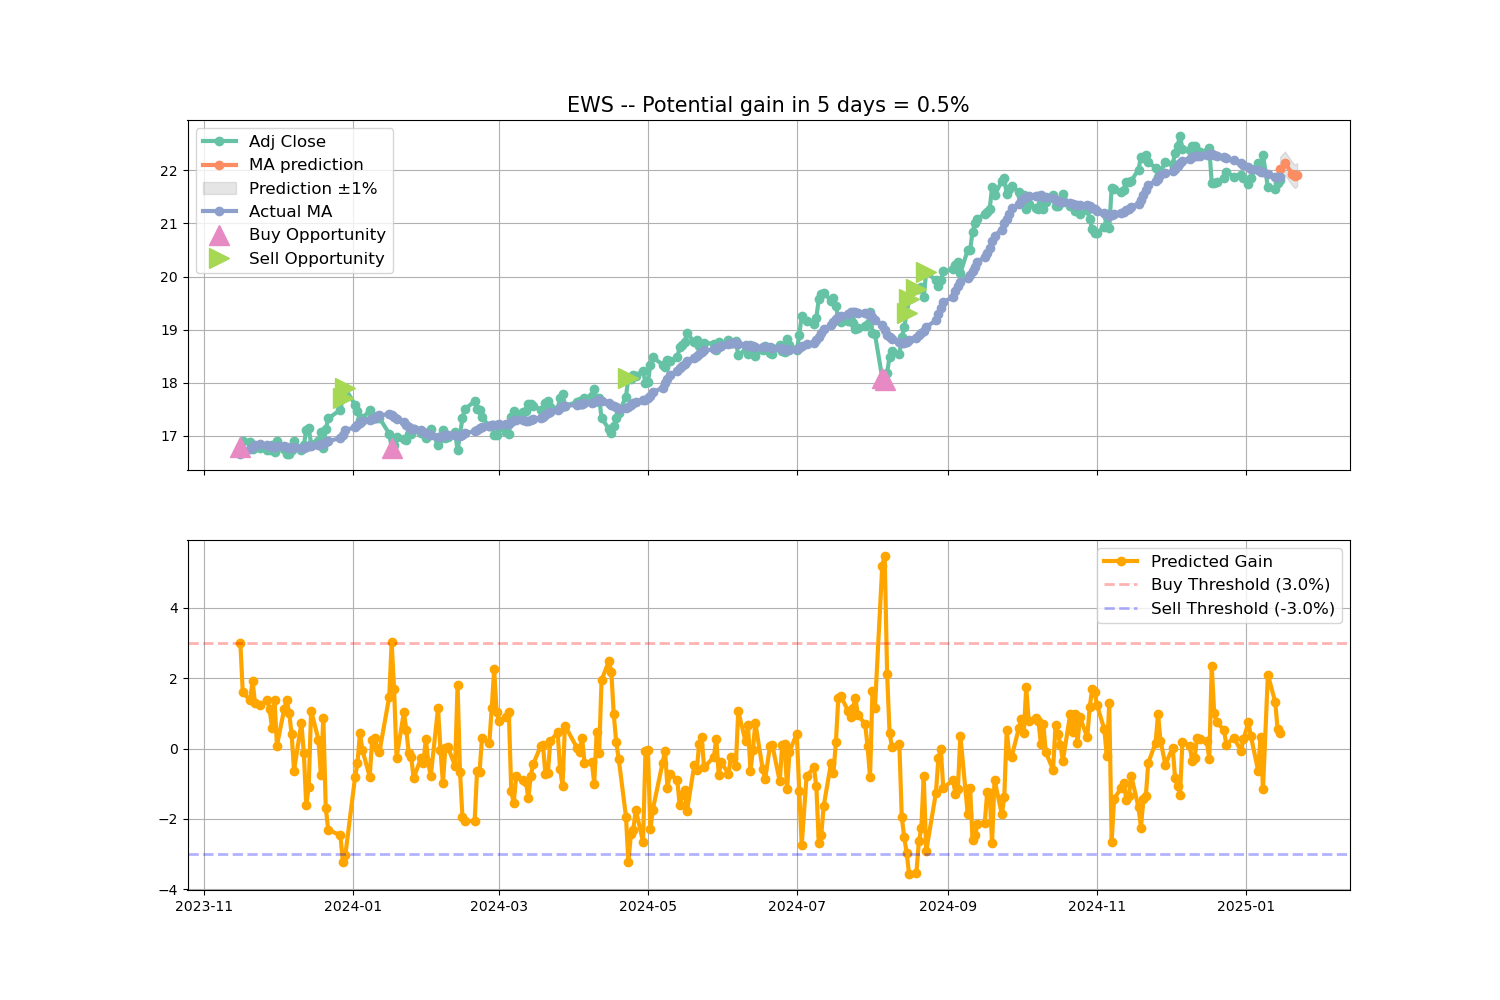 EWS -- Potential gain in 5 days = 0.5%
Adj Close
MA prediction
Prediction ±1%
Actual MA
Buy Opportunity
Sell Opportunity
22
21
20
19
18
17
Predicted Gain
Buy Threshold (3.0%)
Sell Threshold (-3.0%)
4
2
0
−2
−4
2023-11 2024-01 2024-03 2024-05 2024-07 2024-09 2024-11 2025-01